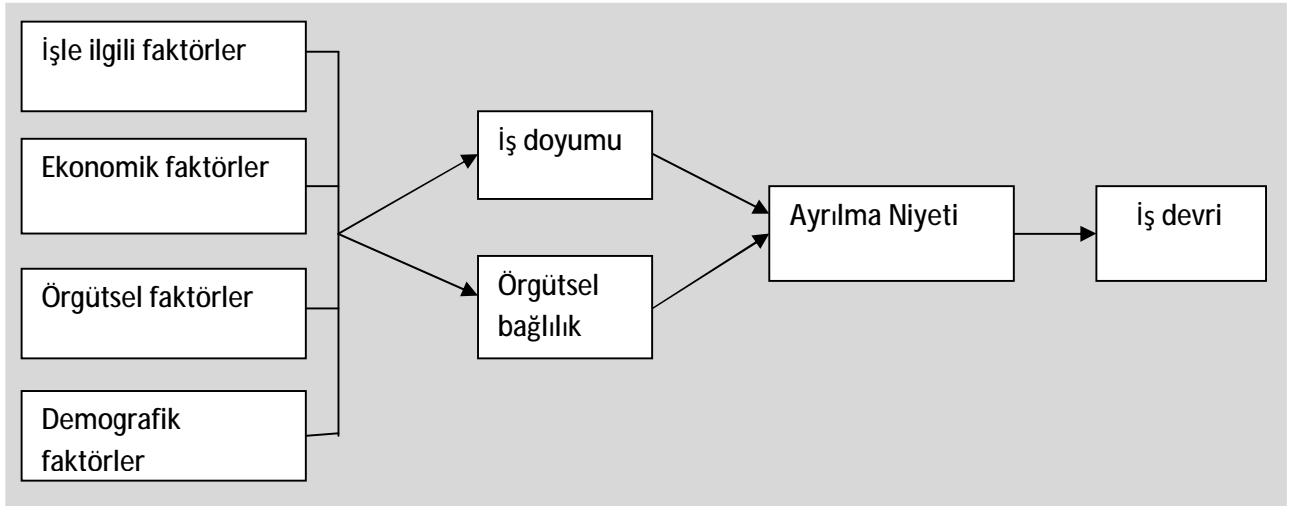 İşle ilgili faktörler
Ekonomik faktörler
Örgütsel faktörler
Demografik
faktörler
İş doyumu
Örgütsel
bağlılık
Ayrılma Niyeti
İş devri